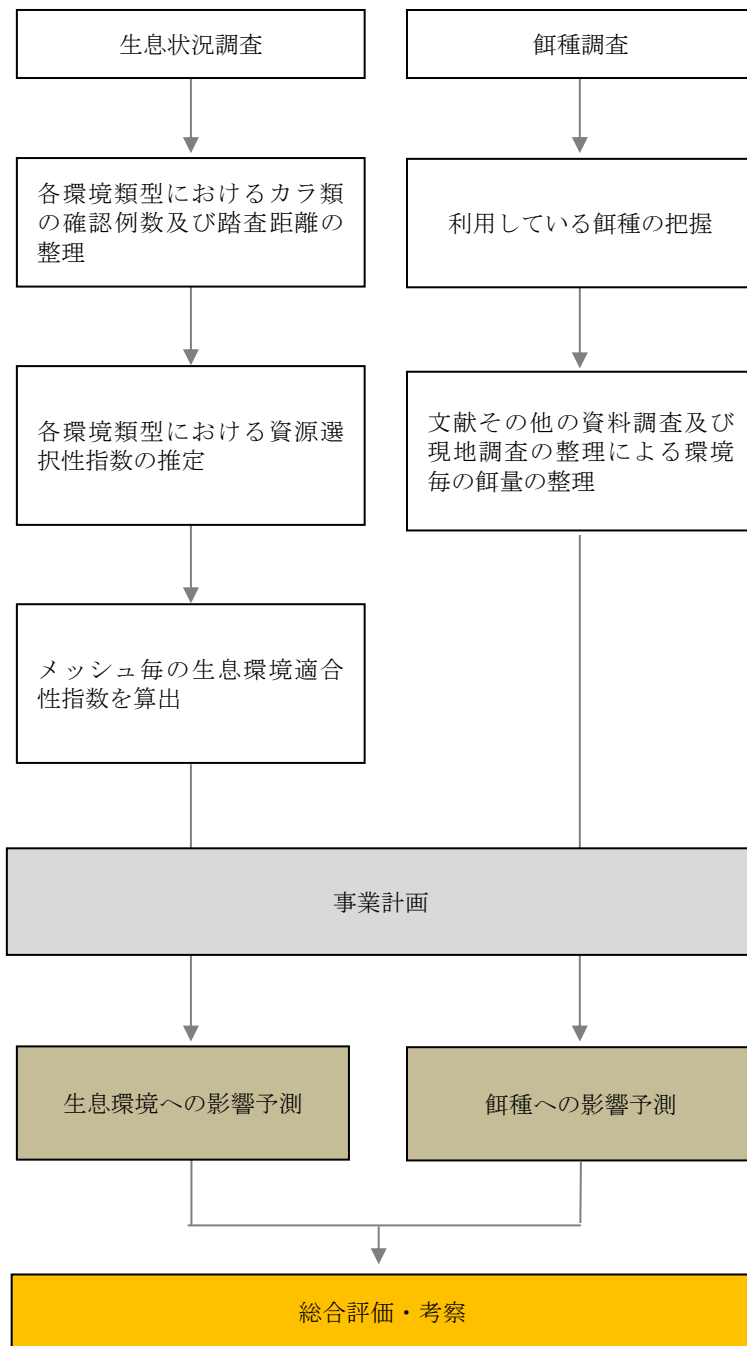 生息状況調査
餌種調査
各環境類型におけるカラ類
の確認例数及び踏査距離の
整理
利用している餌種の把握
各環境類型における資源選
択性指数の推定
文献その他の資料調査及び
現地調査の整理による環境
毎の餌量の整理
メッシュ毎の生息環境適合
性指数を算出
事業計画
生息環境への影響予測
餌種への影響予測
総合評価・考察